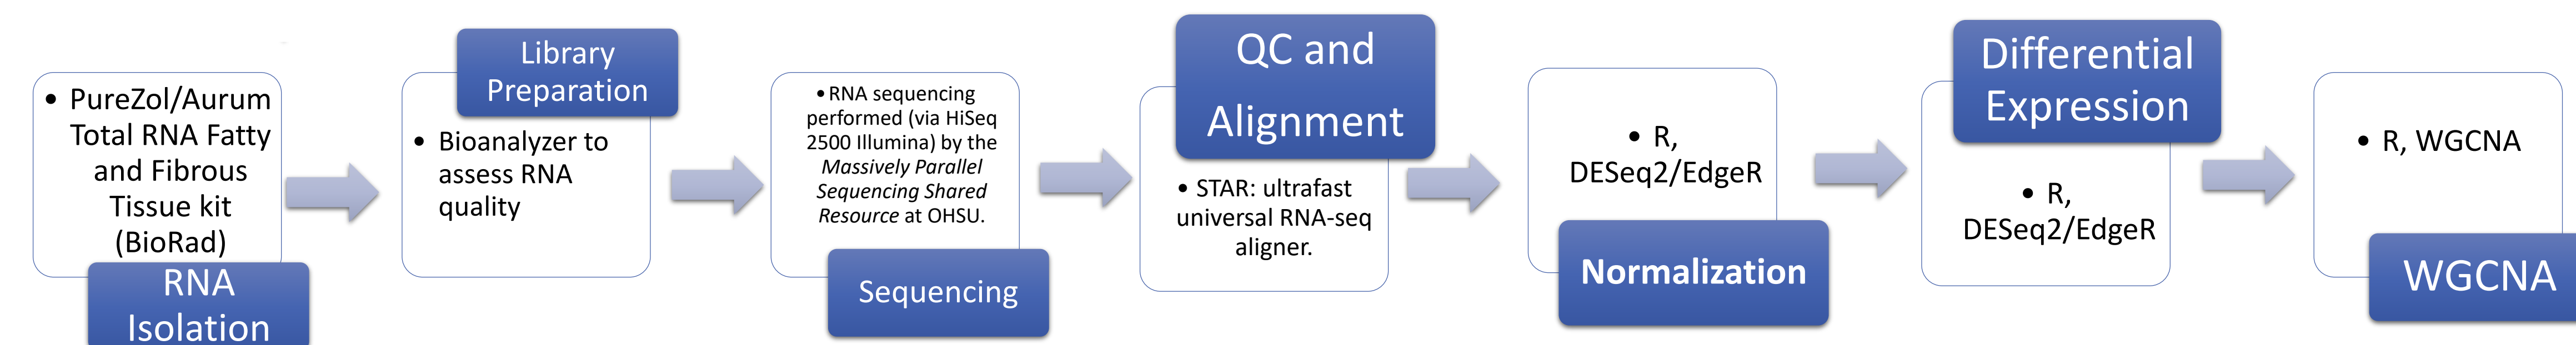 • PureZol/Aurum
Total RNA Fatty
and Fibrous
Tissue kit
(BioRad)
RNA
Isolation
Library
Preparation
• Bioanalyzer to
assess RNA
quality
• RNA sequencing
performed (via HiSeq
2500 Illumina) by the
Massively Parallel
Sequencing Shared
Resource at OHSU.
Sequencing
QC and
Alignment
• STAR: ultrafast
universal RNA-seq
aligner.
• R,
DESeq2/EdgeR
Normalization
Differential
Expression
• R,
DESeq2/EdgeR
• R, WGCNA
WGCNA